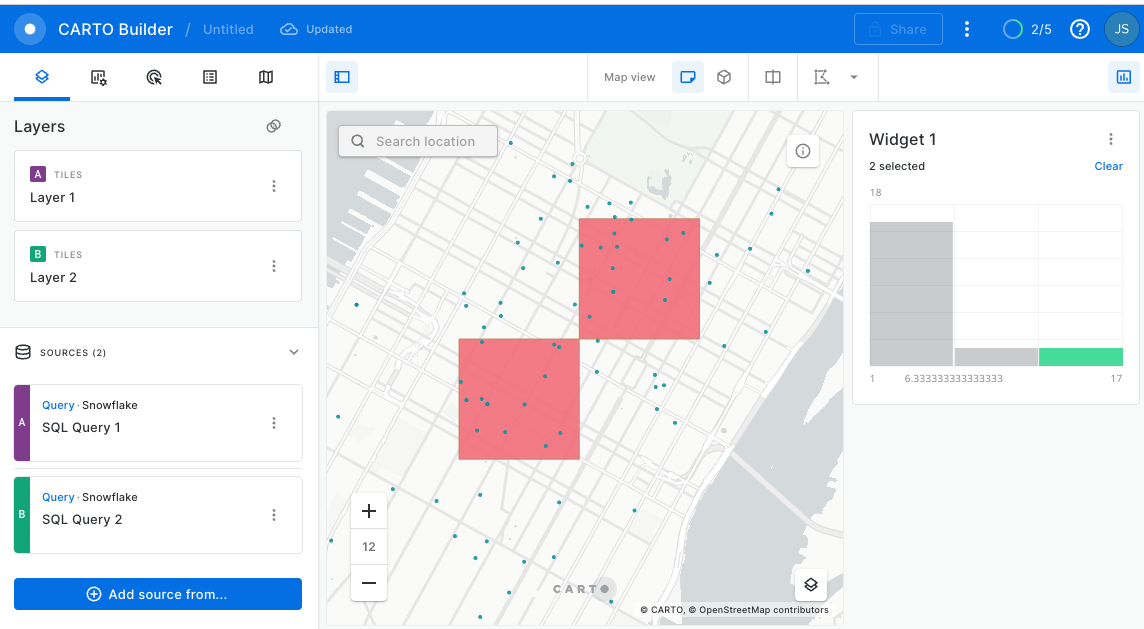 CARTO Builder / Untitled Updated Share 2/5 JS
Map view
Layers
A TILES
Layer 1
B TILES
Layer 2
SOURCES (2)
A
Query · Snowflake
SQL Query 1
B
Query · Snowflake
SQL Query 2
Add source from...
Search location
12
CARTO
© CARTO, © OpenStreetMap contributors
Widget 1
2 selected Clear
18
1 6.333333333333333 17